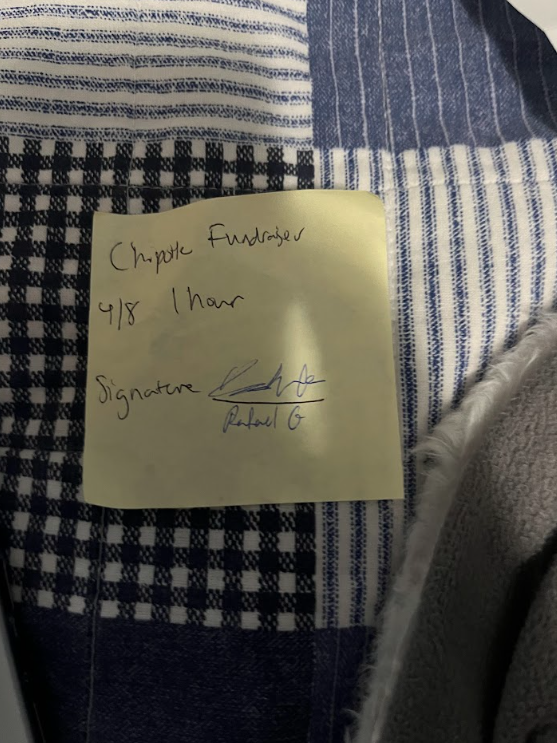 Chipotle Fundraiser
4/8 1 hour
Signature
Rafael G